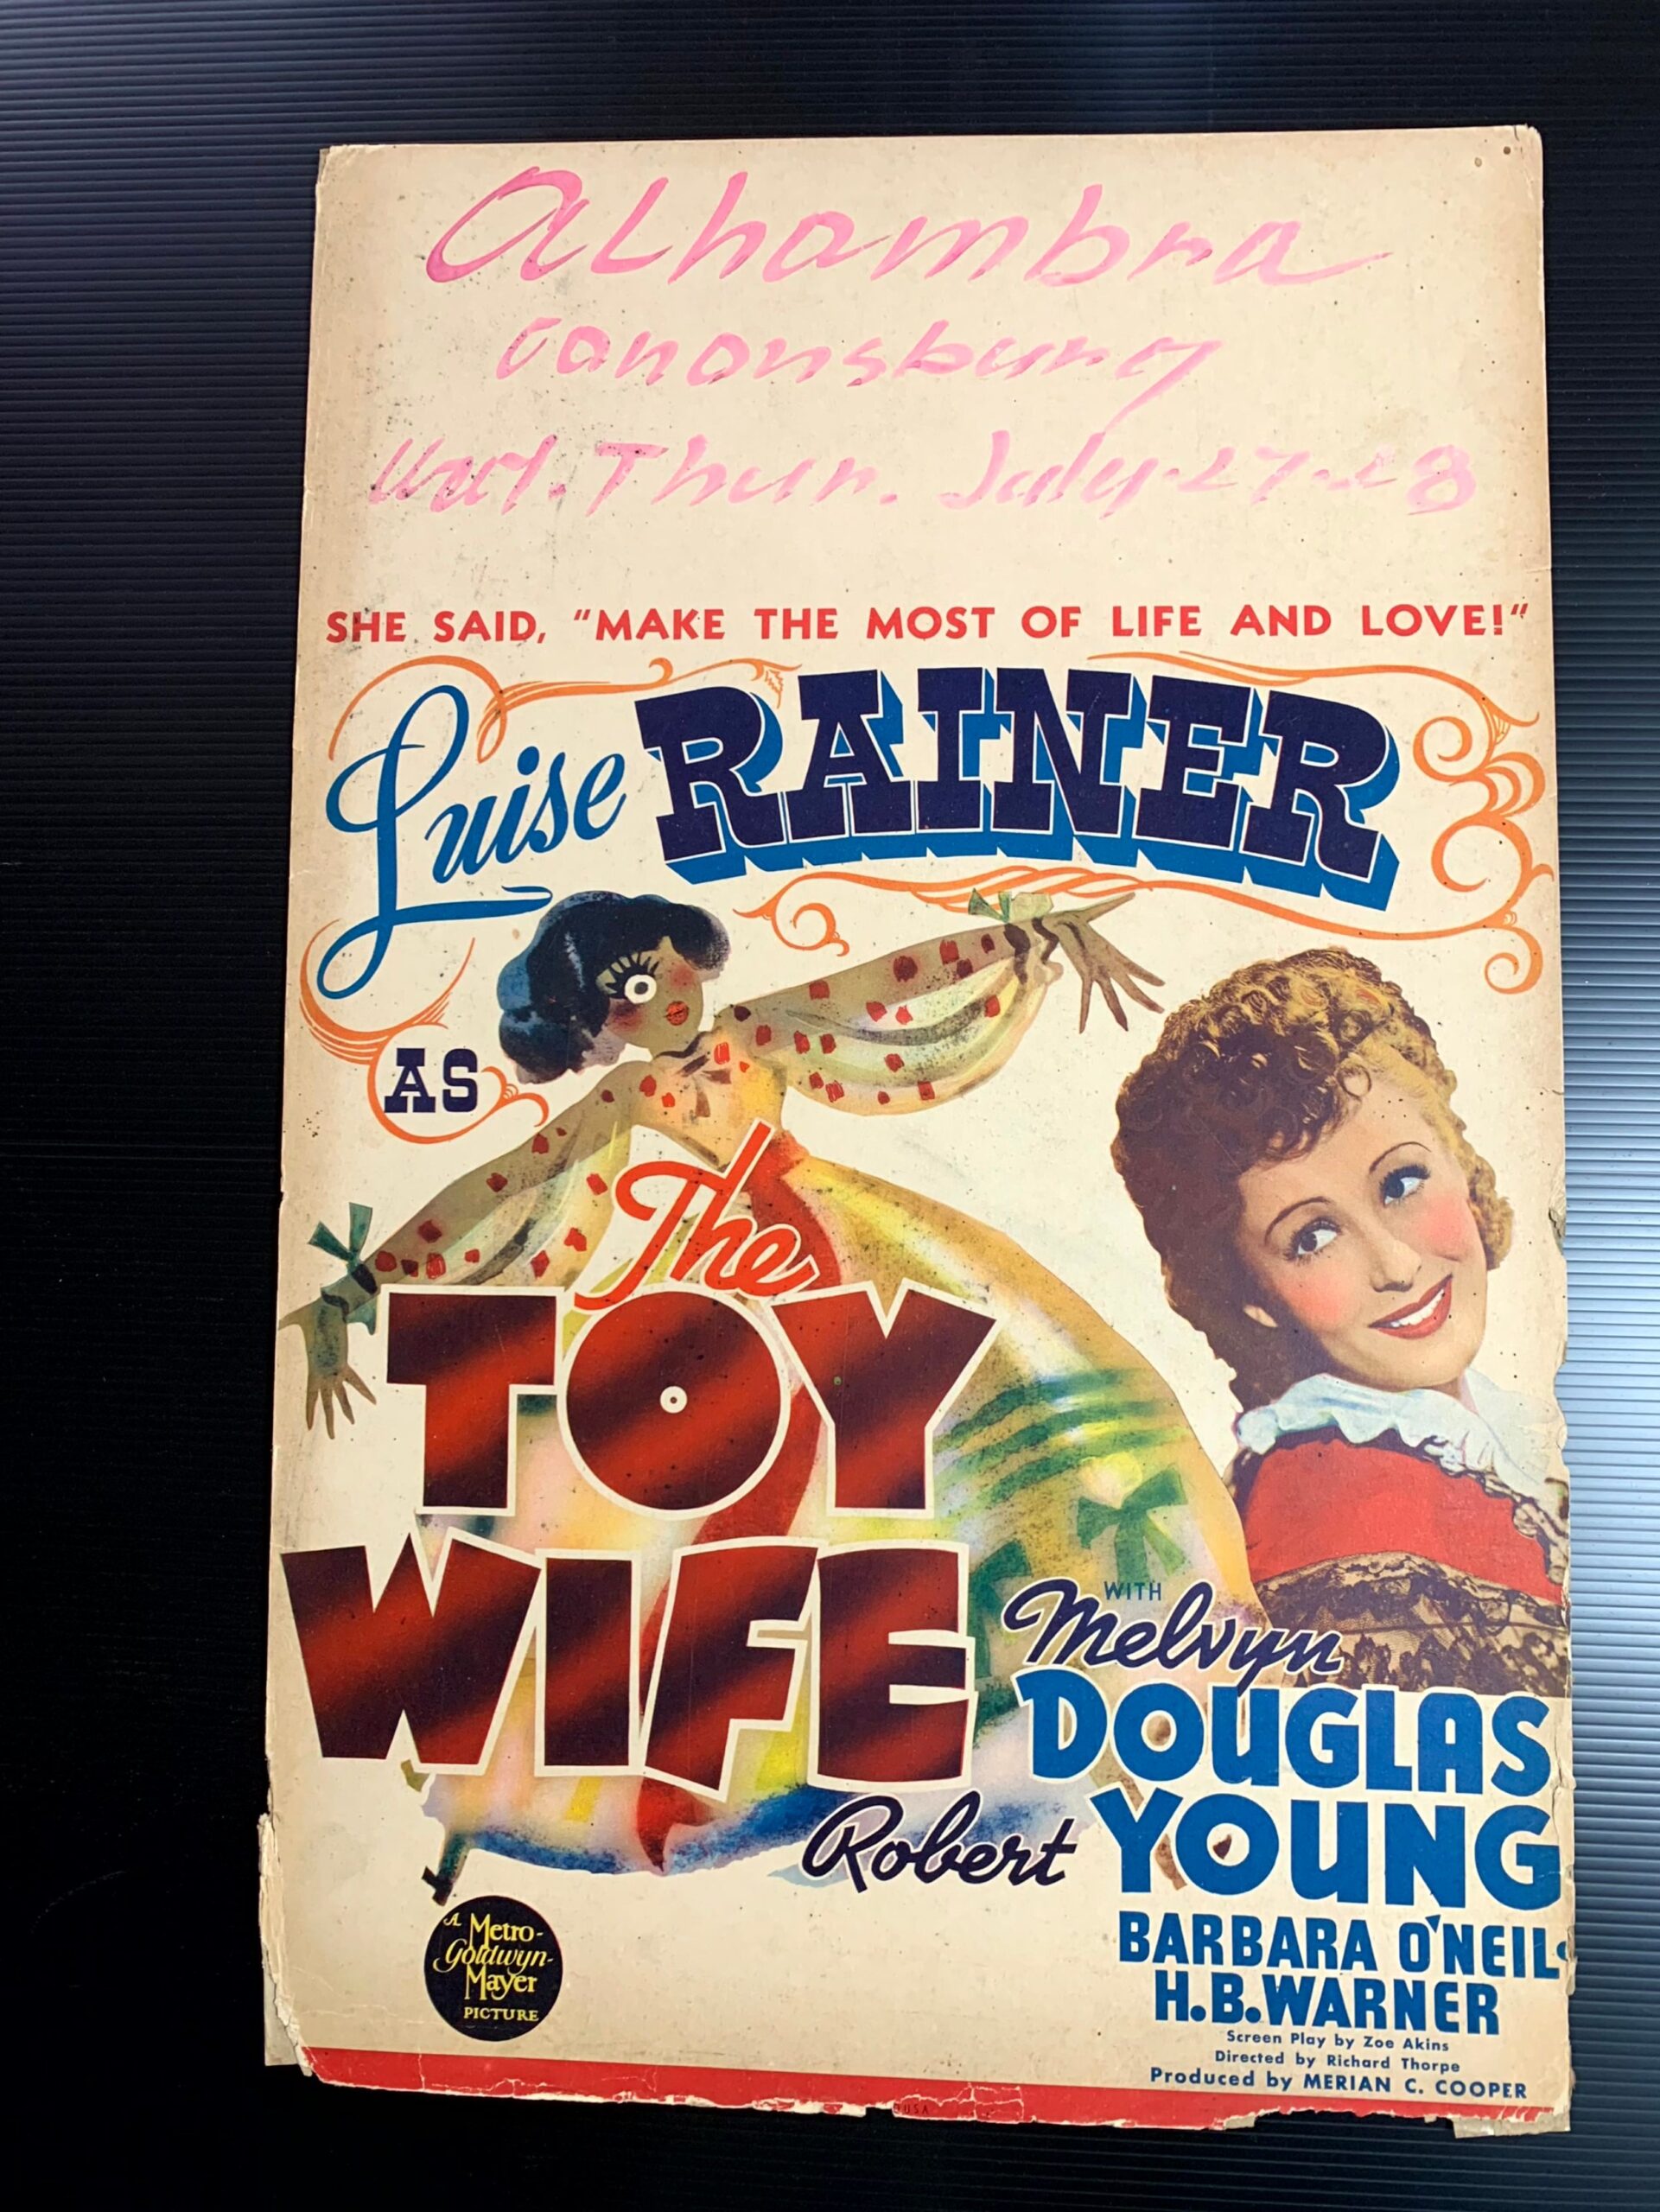 Alhambra
Canonsburg
Wed. Thur. July-27-28
SHE SAID, "MAKE THE MOST OF LIFE AND LOVE!"
Luise RAINER
AS
The
TOY
WIFE
WITH
Melvyn
DOUGLAS
Robert YOUNG
BARBARA O'NEIL
H.B.WARNER
Screen Play by Zoe Akins
Directed by Richard Thorpe
Produced by MERIAN C. COOPER
A Metro-
Goldwyn-
Mayer
PICTURE
USA